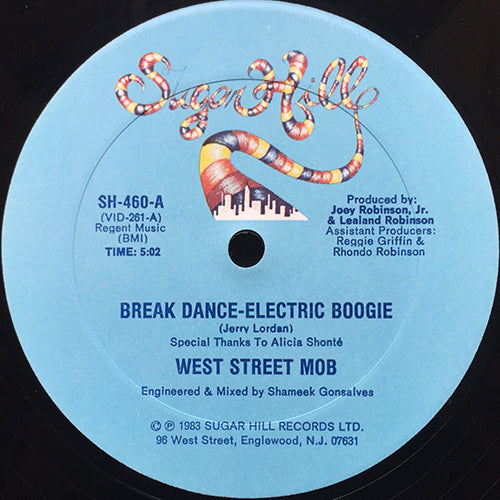 Sugar Hill
SH-460-A
(VID-261-A)
Regent Music
(BMI)
TIME: 5:02
Produced by:
Joey Robinson, Jr.
& Lealand Robinson
Assistant Producers:
Reggie Griffin &
Rhondo Robinson
BREAK DANCE-ELECTRIC BOOGIE
(Jerry Lordan)
Special Thanks To Alicia Shonté
WEST STREET MOB
Engineered & Mixed by Shameek Gonsalves
© ℗ 1983 SUGAR HILL RECORDS LTD.
96 West Street, Englewood, N.J. 07631